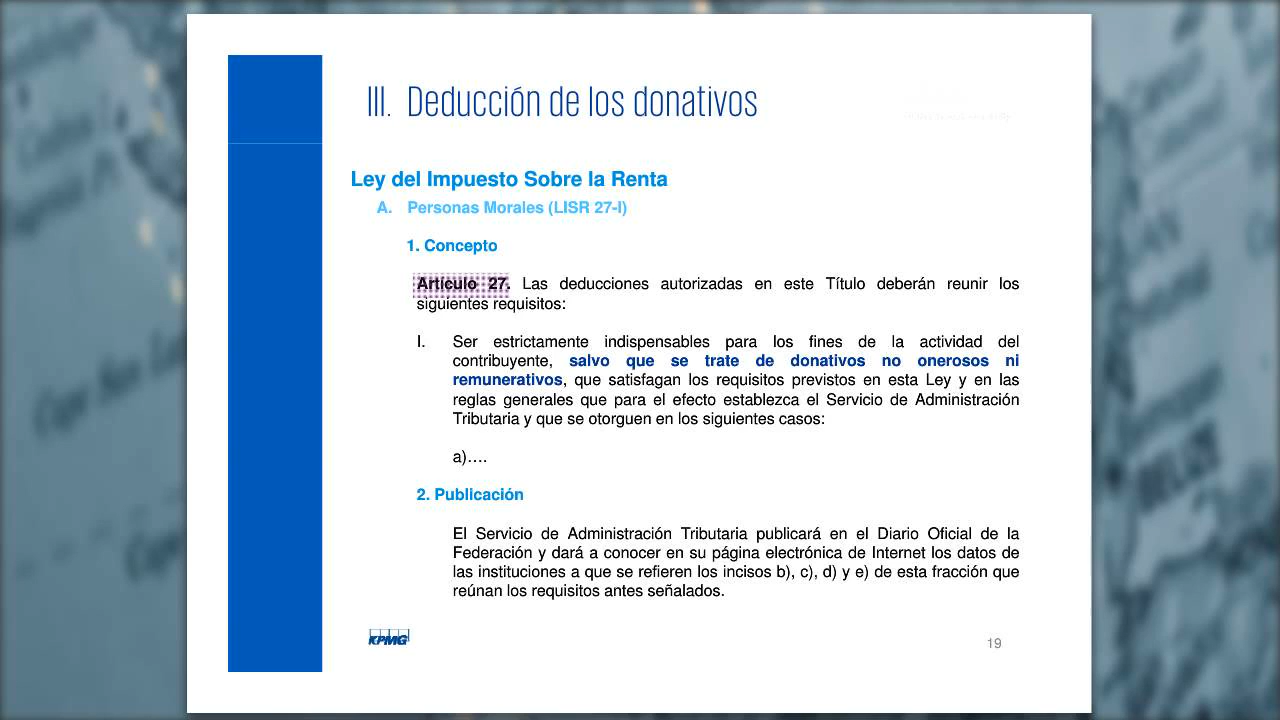 III. Deducción de los donativos
Ley del Impuesto Sobre la Renta
A. Personas Morales (LISR 27-I)
1. Concepto
Artículo 27. Las deducciones autorizadas en este Título deberán reunir los
siguientes requisitos:
I. Ser estrictamente indispensables para los fines de la actividad del
contribuyente, salvo que se trate de donativos no onerosos ni
remunerativos, que satisfagan los requisitos previstos en esta Ley y en las
reglas generales que para el efecto establezca el Servicio de Administración
Tributaria y que se otorguen en los siguientes casos:
a)….
2. Publicación
El Servicio de Administración Tributaria publicará en el Diario Oficial de la
Federación y dará a conocer en su página electrónica de Internet los datos de
las instituciones a que se refieren los incisos b), c), d) y e) de esta fracción que
reúnan los requisitos antes señalados.
KPMG
19